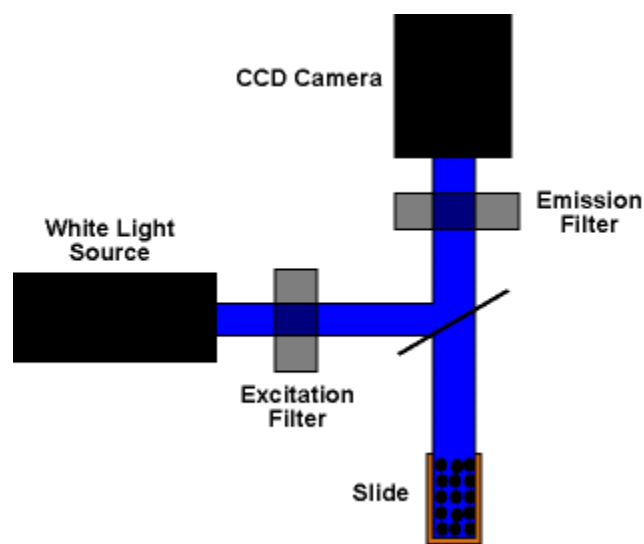 CCD Camera
Emission
Filter
White Light
Source
Excitation
Filter
Slide